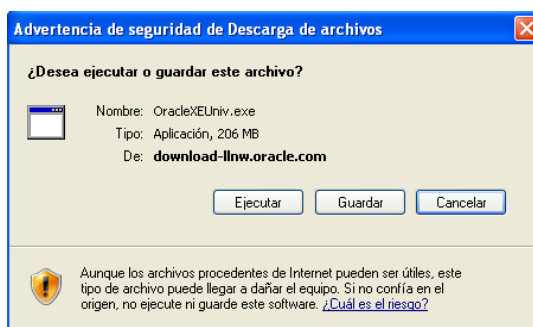 Advertencia de seguridad de Descarga de archivos
¿Desea ejecutar o guardar este archivo?
Nombre: OracleXEUniv.exe
Tipo: Aplicación, 206 MB
De: download-llnw.oracle.com
Ejecutar Guardar Cancelar
Aunque los archivos procedentes de Internet pueden ser útiles, este
tipo de archivo puede llegar a dañar el equipo. Si no confía en el
origen, no ejecute ni guarde este software. ¿Cuál es el riesgo?